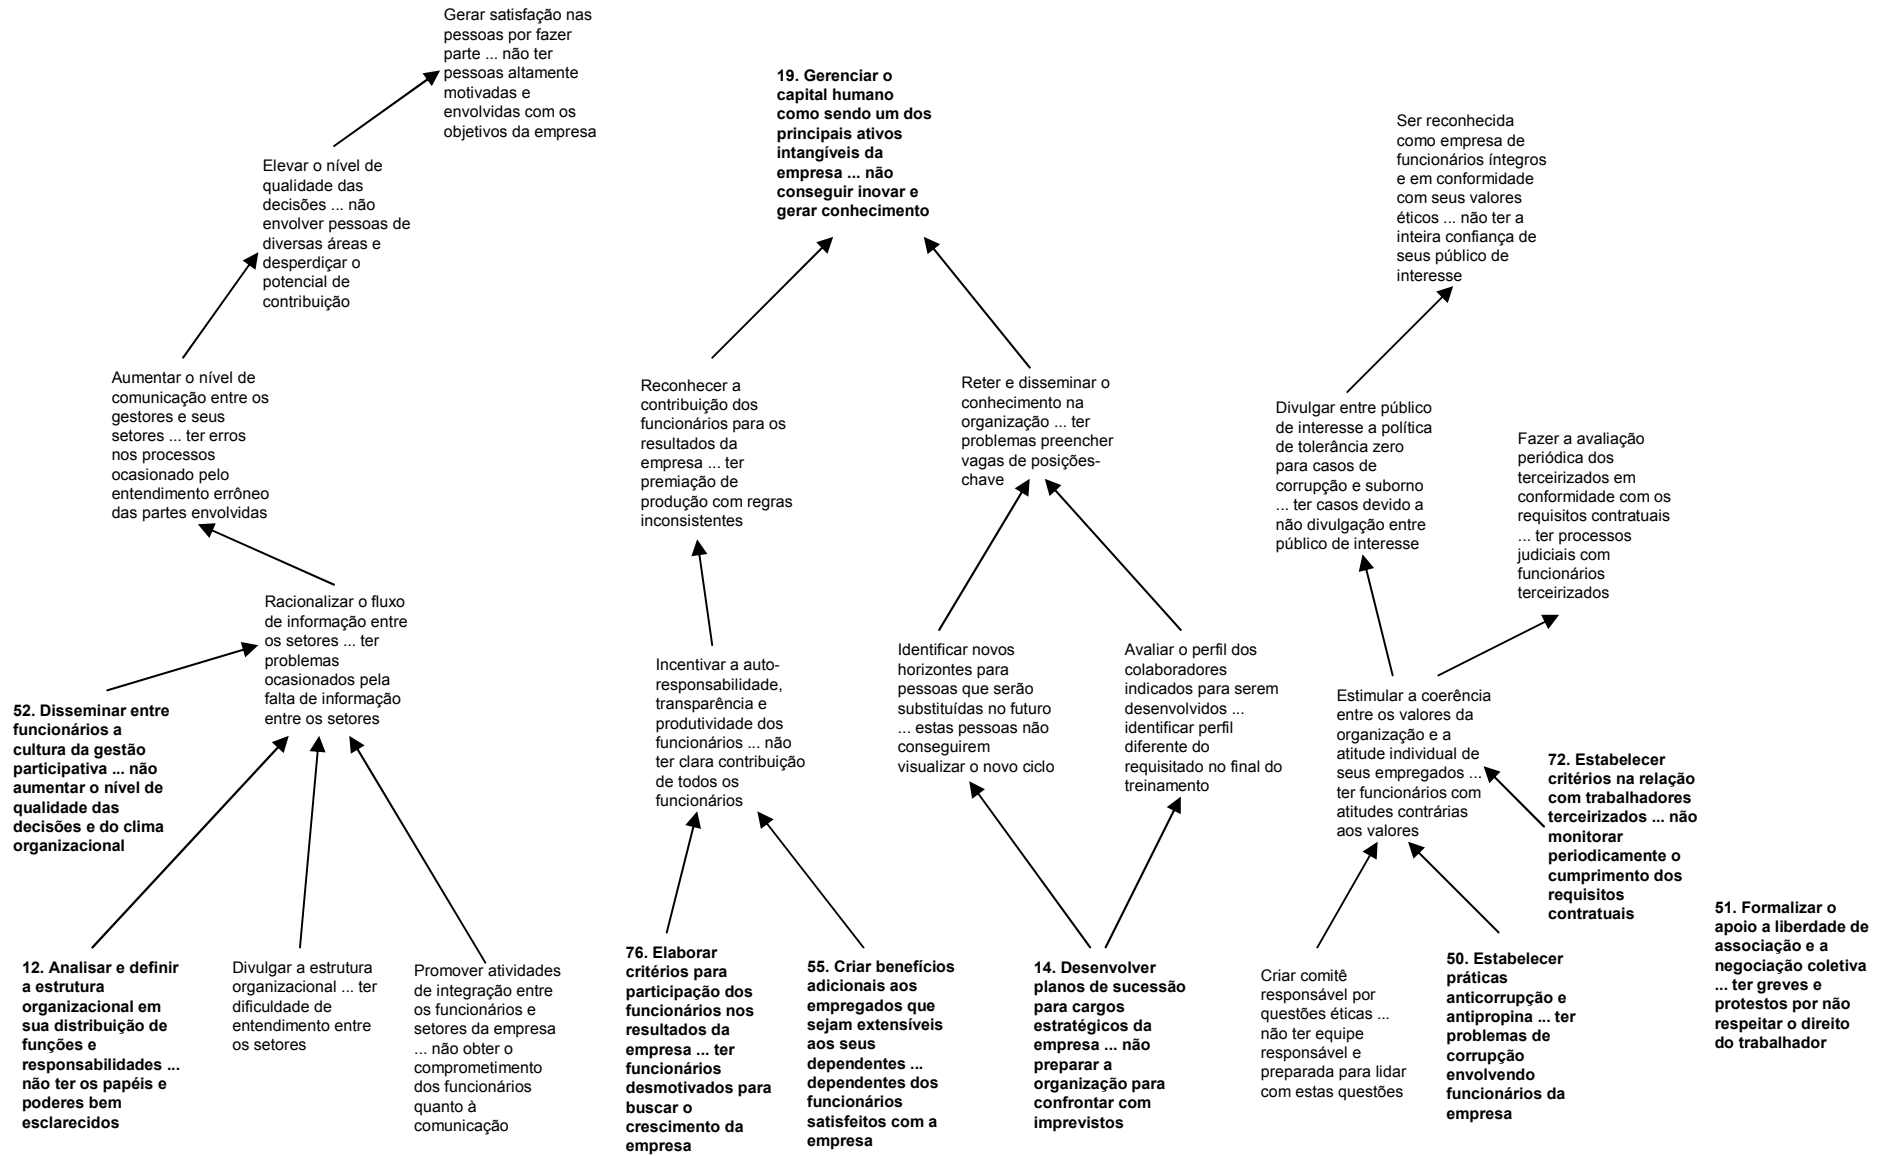 Gerar satisfação nas
pessoas por fazer
parte ... não ter
pessoas altamente
motivadas e
envolvidas com os
objetivos da empresa
19. Gerenciar o
capital humano
como sendo um dos
principais ativos
intangíveis da
empresa ... não
conseguir inovar e
gerar conhecimento
Ser reconhecida
como empresa de
funcionários íntegros
e em conformidade
com seus valores
éticos ... não ter a
inteira confiança de
seus público de
interesse
Elevar o nível de
qualidade das
decisões ... não
envolver pessoas de
diversas áreas e
desperdiçar o
potencial de
contribuição
Aumentar o nível de
comunicação entre os
gestores e seus
setores ... ter erros
nos processos
ocasionado pelo
entendimento errôneo
das partes envolvidas
Reconhecer a
contribuição dos
funcionários para os
resultados da
empresa ... ter
premiação de
produção com regras
inconsistentes
Reter e disseminar o
conhecimento na
organização ... ter
problemas preencher
vagas de posições-
chave
Divulgar entre público
de interesse a política
de tolerância zero
para casos de
corrupção e suborno
... ter casos devido a
não divulgação entre
público de interesse
Fazer a avaliação
periódica dos
terceirizados em
conformidade com os
requisitos contratuais
... ter processos
judiciais com
funcionários
terceirizados
Racionalizar o fluxo
de informação entre
os setores ... ter
problemas
ocasionados pela
falta de informação
entre os setores
Incentivar a auto-
responsabilidade,
transparência e
produtividade dos
funcionários ... não
ter clara contribuição
de todos os
funcionários
Identificar novos
horizontes para
pessoas que serão
substituídas no futuro
... estas pessoas não
conseguirem
visualizar o novo ciclo
Avaliar o perfil dos
colaboradores
indicados para serem
desenvolvidos ...
identificar perfil
diferente do
requisitado no final do
treinamento
Estimular a coerência
entre os valores da
organização e a
atitude individual de
seus empregados ...
ter funcionários com
atitudes contrárias
aos valores
52. Disseminar entre
funcionários a
cultura da gestão
participativa ... não
aumentar o nível de
qualidade das
decisões e do clima
organizacional
72. Estabelecer
critérios na relação
com trabalhadores
terceirizados ... não
monitorar
periodicamente o
cumprimento dos
requisitos
contratuais
51. Formalizar o
apoio a liberdade de
associação e a
negociação coletiva
... ter greves e
protestos por não
respeitar o direito
do trabalhador
12. Analisar e definir
a estrutura
organizacional em
sua distribuição de
funções e
responsabilidades ...
não ter os papéis e
poderes bem
esclarecidos
Divulgar a estrutura
organizacional ... ter
dificuldade de
entendimento entre
os setores
Promover atividades
de integração entre
os funcionários e
setores da empresa
... não obter o
comprometimento
dos funcionários
quanto à
comunicação
76. Elaborar
critérios para
participação dos
funcionários nos
resultados da
empresa ... ter
funcionários
desmotivados para
buscar o
crescimento da
empresa
55. Criar benefícios
adicionais aos
empregados que
sejam extensíveis
aos seus
dependentes ...
dependentes dos
funcionários
satisfeitos com a
empresa
14. Desenvolver
planos de sucessão
para cargos
estratégicos da
empresa ... não
preparar a
organização para
confrontar com
imprevistos
Criar comitê
responsável por
questões éticas ...
não ter equipe
responsável e
preparada para lidar
com estas questões
50. Estabelecer
práticas
anticorrupção e
antipropina ... ter
problemas de
corrupção
envolvendo
funcionários da
empresa